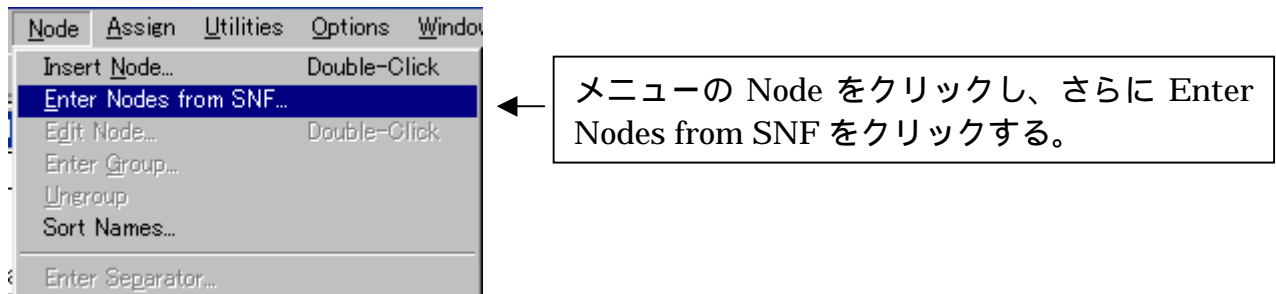 Node Assign Utilities Options Windo
Insert Node... Double-Click
Enter Nodes from SNF...
Edit Node... Double-Click
Enter Group...
Ungroup
Sort Names...
Enter Separator...
メニューの Node をクリックし、さらに Enter
Nodes from SNF をクリックする。